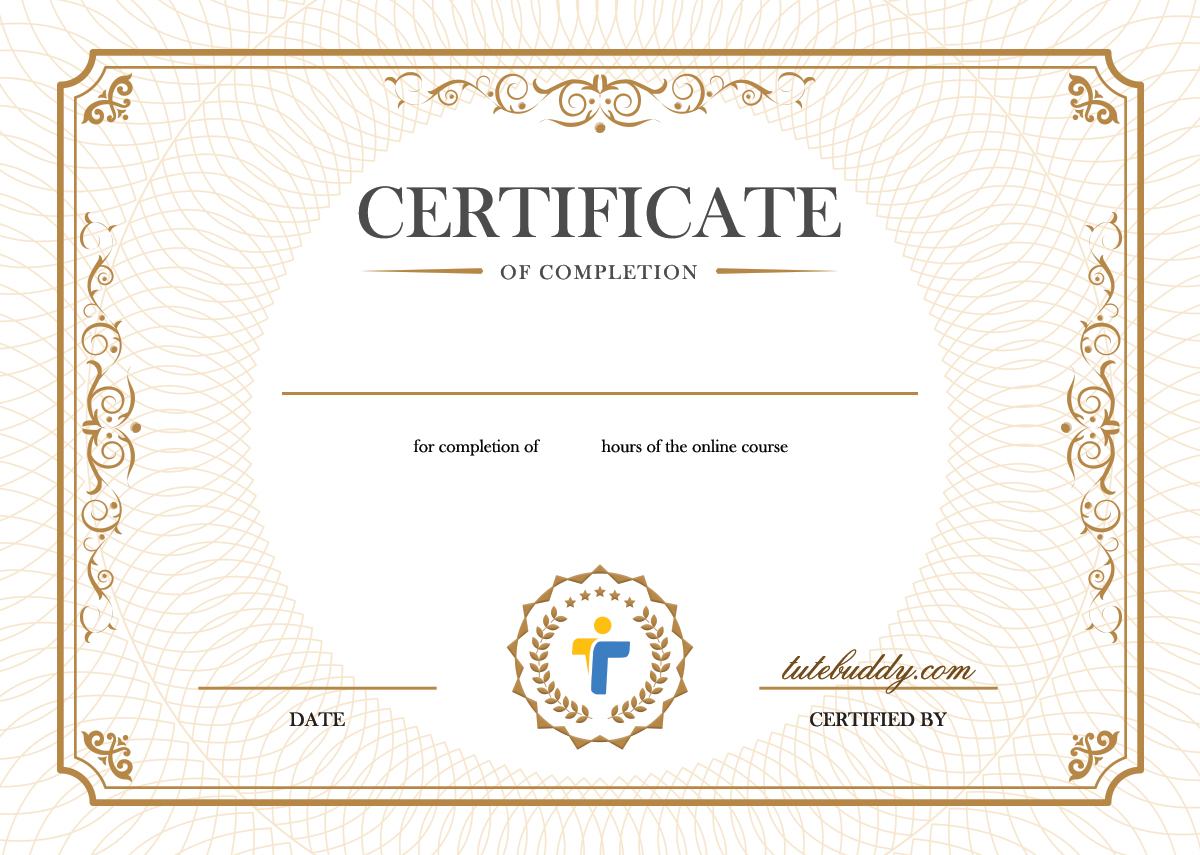 CERTIFICATE
OF COMPLETION
for completion of hours of the online course
tutebuddy.com
DATE
CERTIFIED BY